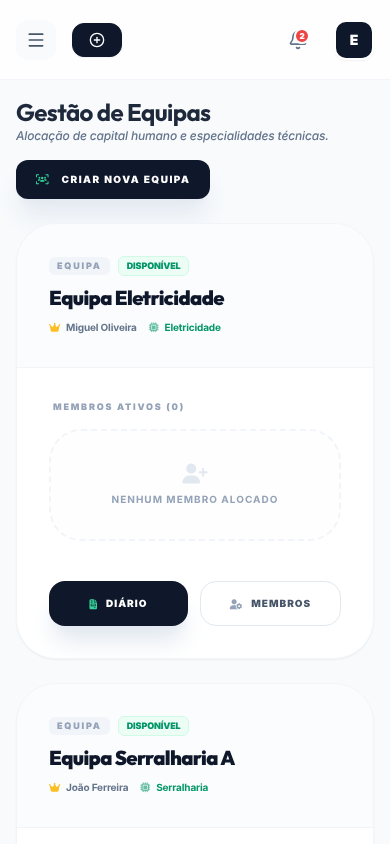 2
E
Gestão de Equipas
Alocação de capital humano e especialidades técnicas.
CRIAR NOVA EQUIPA
EQUIPA DISPONÍVEL
Equipa Eletricidade
Miguel Oliveira Eletricidade
MEMBROS ATIVOS (0)
NENHUM MEMBRO ALOCADO
DIÁRIO MEMBROS
EQUIPA DISPONÍVEL
Equipa Serralharia A
João Ferreira Serralharia